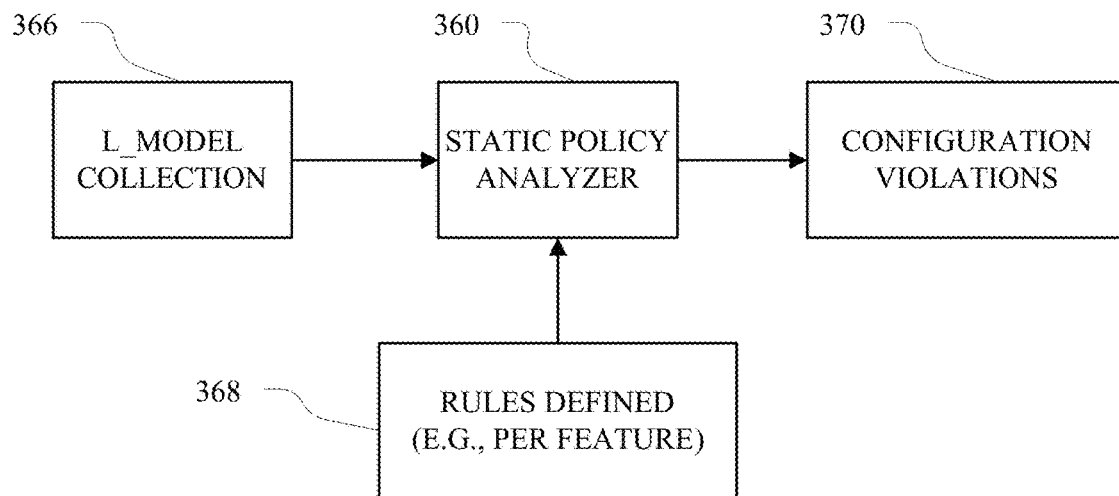 366
360
370
L_MODEL
COLLECTION
STATIC POLICY
ANALYZER
CONFIGURATION
VIOLATIONS
368
RULES DEFINED
(E.G., PER FEATURE)